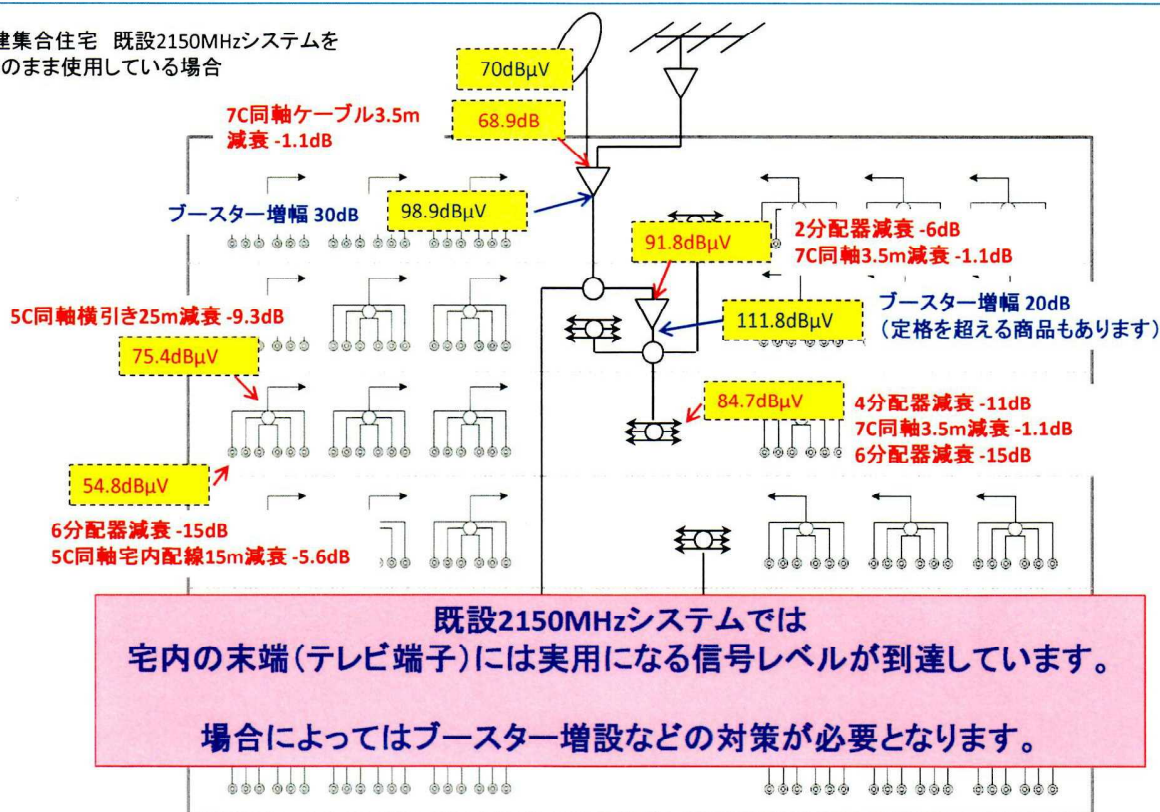 建集合住宅 既設2150MHzシステムを
のまま使用している場合
70dBμV
7C同軸ケーブル3.5m
減衰 -1.1dB
68.9dB
ブースター増幅 30dB
98.9dBμV
91.8dBμV
2分配器減衰 -6dB
7C同軸3.5m減衰 -1.1dB
5C同軸横引き25m減衰 -9.3dB
ブースター増幅 20dB
(定格を超える商品もあります)
111.8dBμV
75.4dBμV
84.7dBμV
4分配器減衰 -11dB
7C同軸3.5m減衰 -1.1dB
6分配器減衰 -15dB
54.8dBμV
6分配器減衰 -15dB
5C同軸宅内配線15m減衰 -5.6dB
既設2150MHzシステムでは
宅内の末端(テレビ端子)には実用になる信号レベルが到達しています。
場合によってはブースター増設などの対策が必要となります。